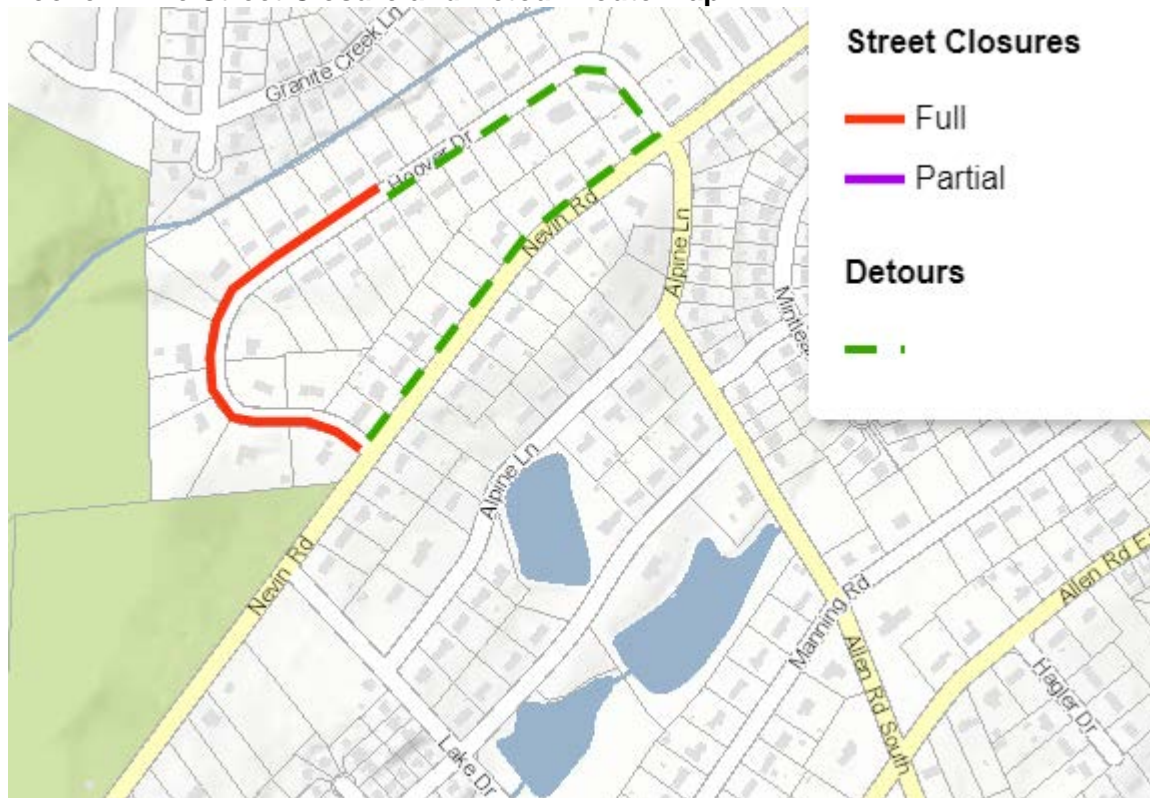 Street Closures
Full
Partial
Detours
Granite Creek Ln
Hoover Dr
Nevin Rd
Alpine Ln
Alpine Ln
Nevin Rd
Manning Rd
Allen Rd South
Allen Rd
Hagler Dr
Lake Dr